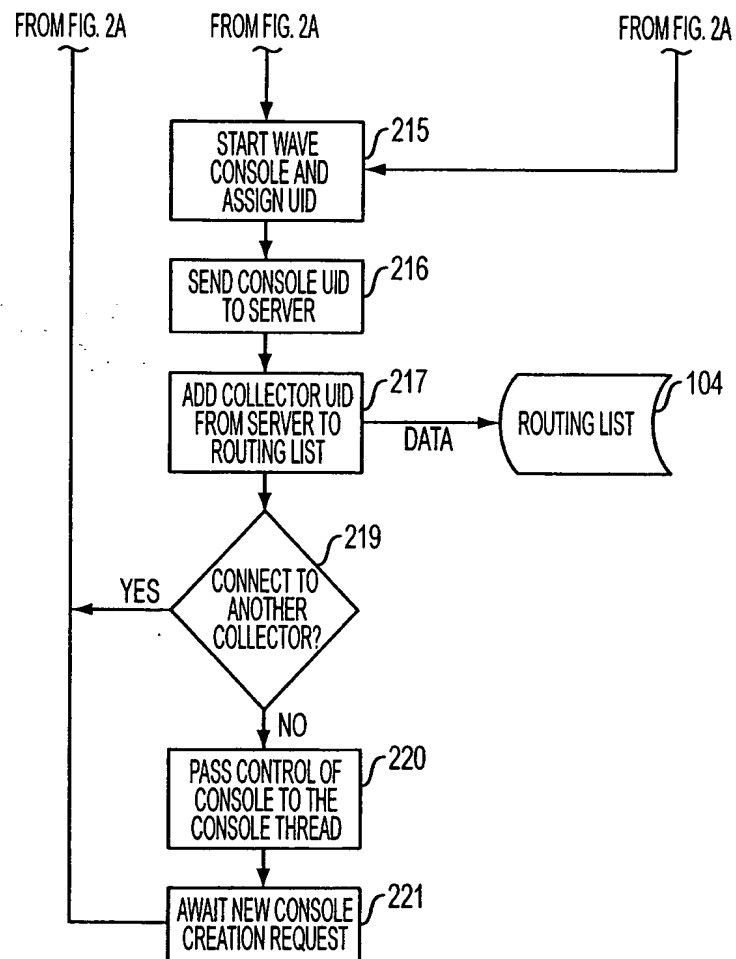 FROM FIG. 2A
FROM FIG. 2A
FROM FIG. 2A
START WAVE
CONSOLE AND
ASSIGN UID
215
SEND CONSOLE UID
TO SERVER
216
ADD COLLECTOR UID
FROM SERVER TO
ROUTING LIST
217
DATA
ROUTING LIST
104
CONNECT TO
ANOTHER
COLLECTOR?
219
YES
NO
PASS CONTROL OF
CONSOLE TO THE
CONSOLE THREAD
220
AWAIT NEW CONSOLE
CREATION REQUEST
221